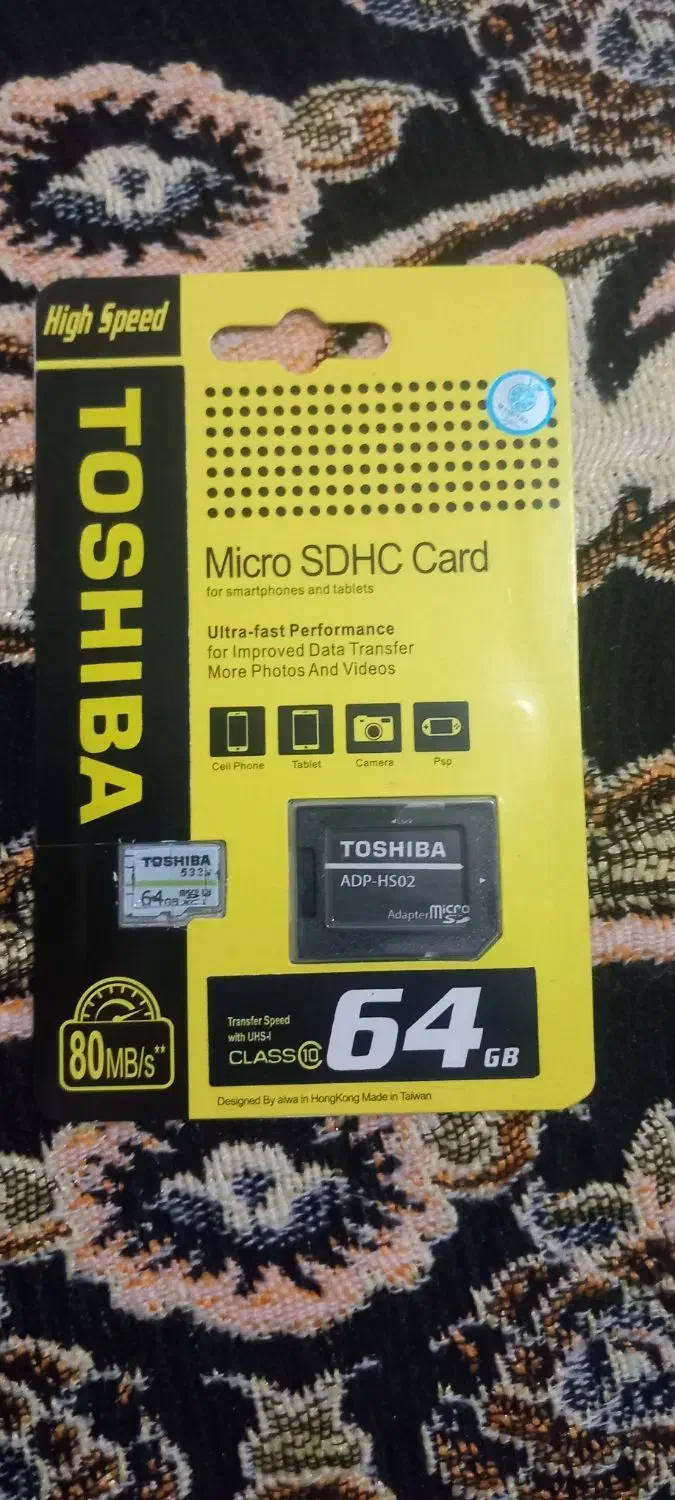 High Speed
TOSHIBA
Micro SDHC Card
for smartphones and tablets
Ultra-fast Performance
for Improved Data Transfer
More Photos And Videos
Cell Phone
Tablet
Camera
Psp
TOSHIBA
64 GB
TOSHIBA
ADP-HS02
Adapter Micro SD
80MB/s**
Transfer Speed
with UHS-I
CLASS 10
64 GB
Designed By aiwa in HongKong Made in Taiwan